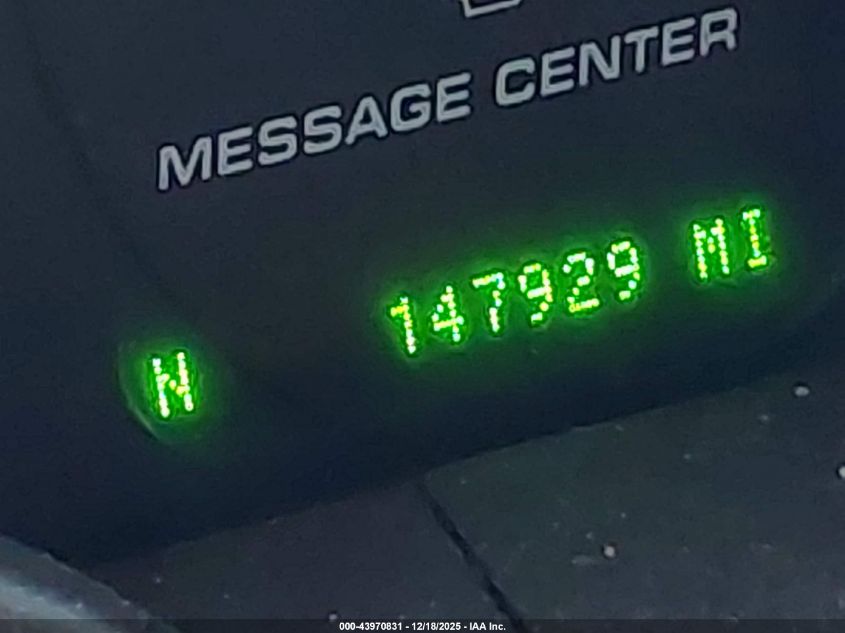 MESSAGE CENTER
147929 MI
N
000-43970831 - 12/18/2025 - IAA Inc.